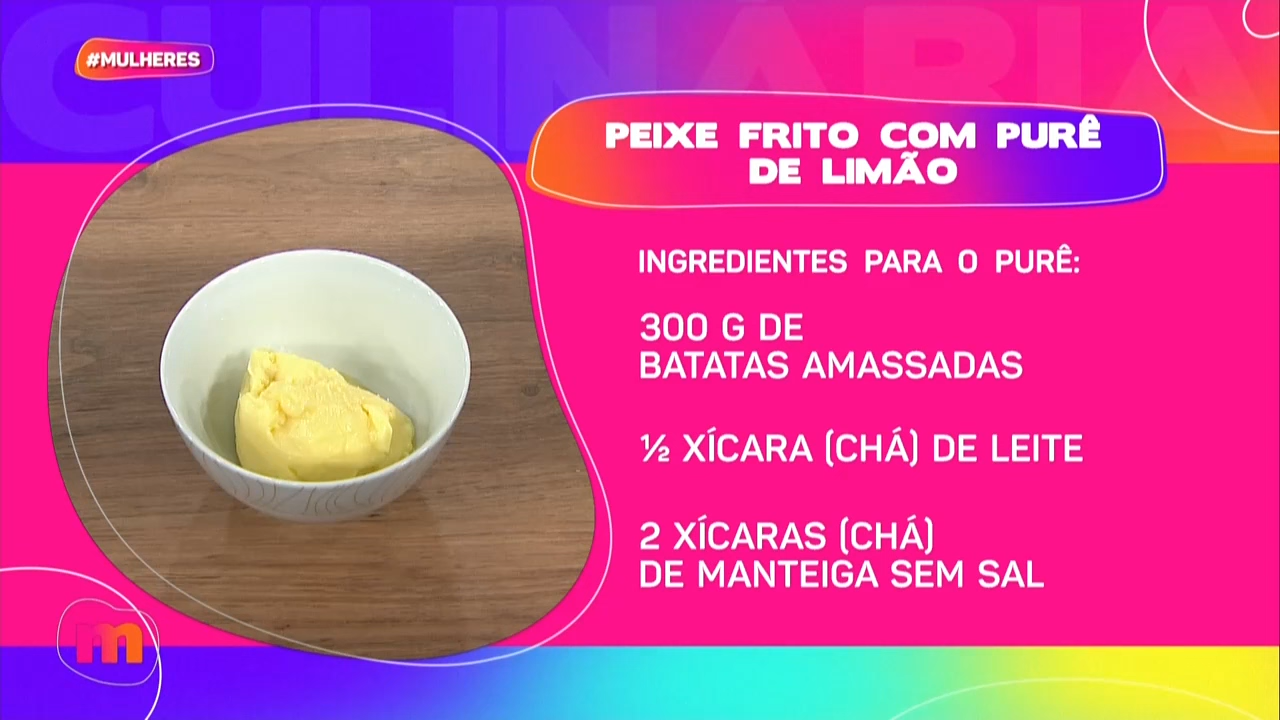 CULINÁRIA
#MULHERES
PEIXE FRITO COM PURÊ
DE LIMÃO
INGREDIENTES PARA O PURÊ:
300 G DE
BATATAS AMASSADAS
½ XÍCARA (CHÁ) DE LEITE
2 XÍCARAS (CHÁ)
DE MANTEIGA SEM SAL
m